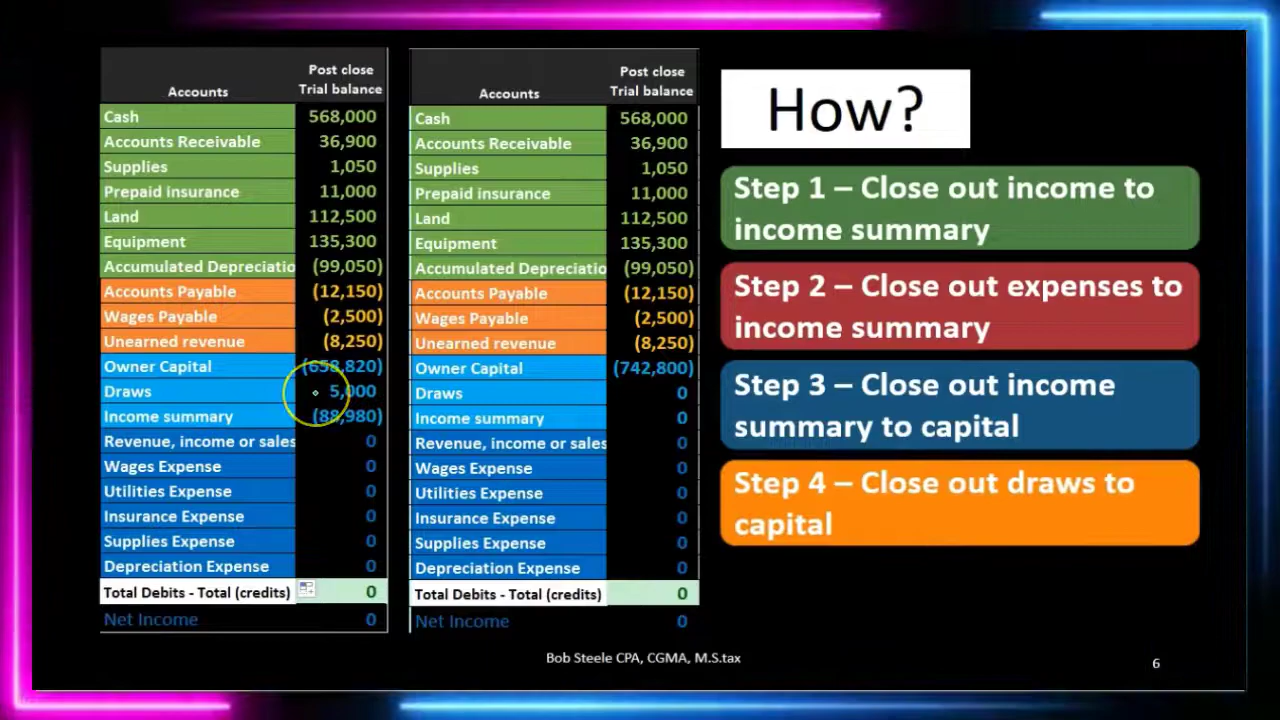 Accounts Post close Trial balance
Cash 568,000
Accounts Receivable 36,900
Supplies 1,050
Prepaid insurance 11,000
Land 112,500
Equipment 135,300
Accumulated Depreciatio (99,050)
Accounts Payable (12,150)
Wages Payable (2,500)
Unearned revenue (8,250)
Owner Capital (658,820)
Draws 5,000
Income summary (88,980)
Revenue, income or sales 0
Wages Expense 0
Utilities Expense 0
Insurance Expense 0
Supplies Expense 0
Depreciation Expense 0
Total Debits - Total (credits) 0
Net Income 0
Accounts Post close Trial balance
Cash 568,000
Accounts Receivable 36,900
Supplies 1,050
Prepaid insurance 11,000
Land 112,500
Equipment 135,300
Accumulated Depreciatio (99,050)
Accounts Payable (12,150)
Wages Payable (2,500)
Unearned revenue (8,250)
Owner Capital (742,800)
Draws 0
Income summary 0
Revenue, income or sales 0
Wages Expense 0
Utilities Expense 0
Insurance Expense 0
Supplies Expense 0
Depreciation Expense 0
Total Debits - Total (credits) 0
Net Income 0
How?
Step 1 – Close out income to
income summary
Step 2 – Close out expenses to
income summary
Step 3 – Close out income
summary to capital
Step 4 – Close out draws to
capital
Bob Steele CPA, CGMA, M.S.tax
6